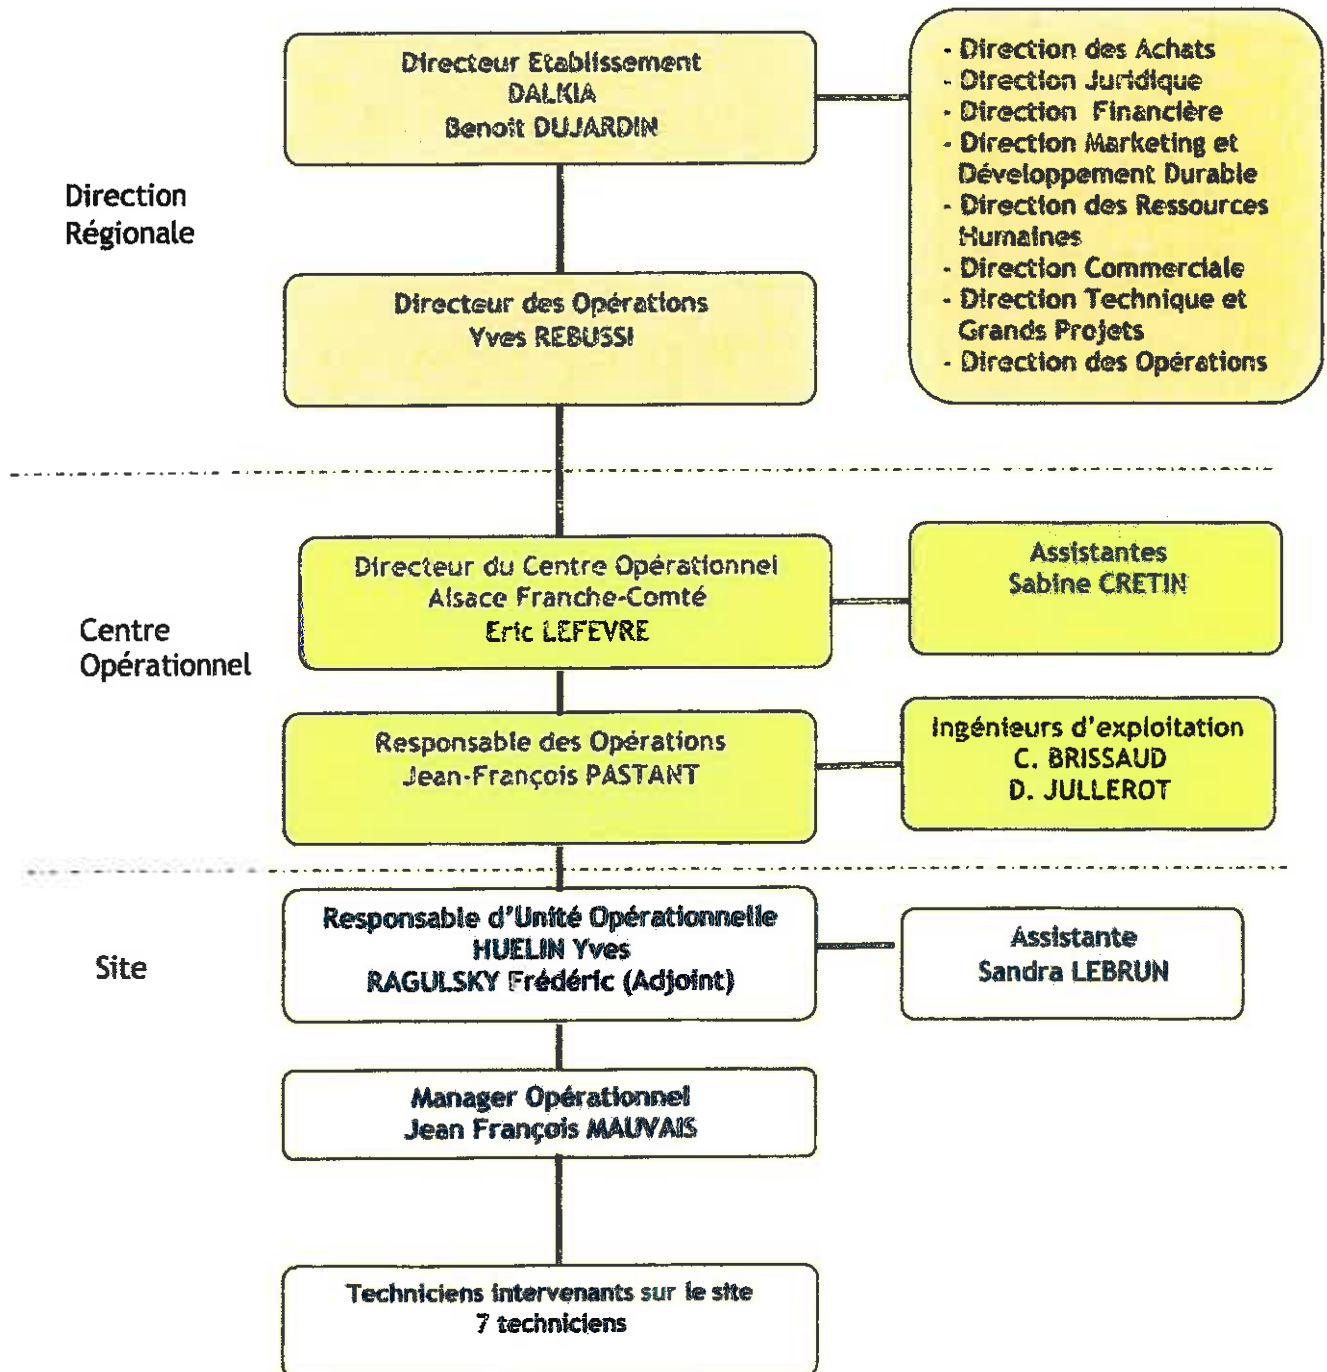 Directeur Etablissement
DALKIA
Benoît DUJARDIN
- Direction des Achats
- Direction Juridique
- Direction Financière
- Direction Marketing et
Développement Durable
- Direction des Ressources
Humaines
- Direction Commerciale
- Direction Technique et
Grands Projets
- Direction des Opérations
Direction
Régionale
Directeur des Opérations
Yves REBUSSI
Directeur du Centre Opérationnel
Alsace Franche-Comté
Eric LEFEVRE
Assistantes
Sabine CRETIN
Centre
Opérationnel
Responsable des Opérations
Jean-François PASTANT
Ingénieurs d'exploitation
C. BRISSAUD
D. JULLEROT
Site
Responsable d'Unité Opérationnelle
HUELIN Yves
RAGULSKY Frédéric (Adjoint)
Assistante
Sandra LEBRUN
Manager Opérationnel
Jean François MAUVAIS
Techniciens intervenants sur le site
7 techniciens